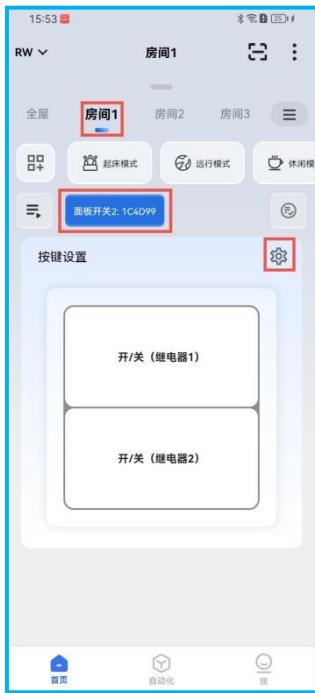 15:53
25
RW
房间1
全屋 房间1 房间2 房间3
起床模式 远行模式 休闲模
面板开关2: 1C4D99
按键设置
开/关（继电器1）
开/关（继电器2）
首页 自动化 我